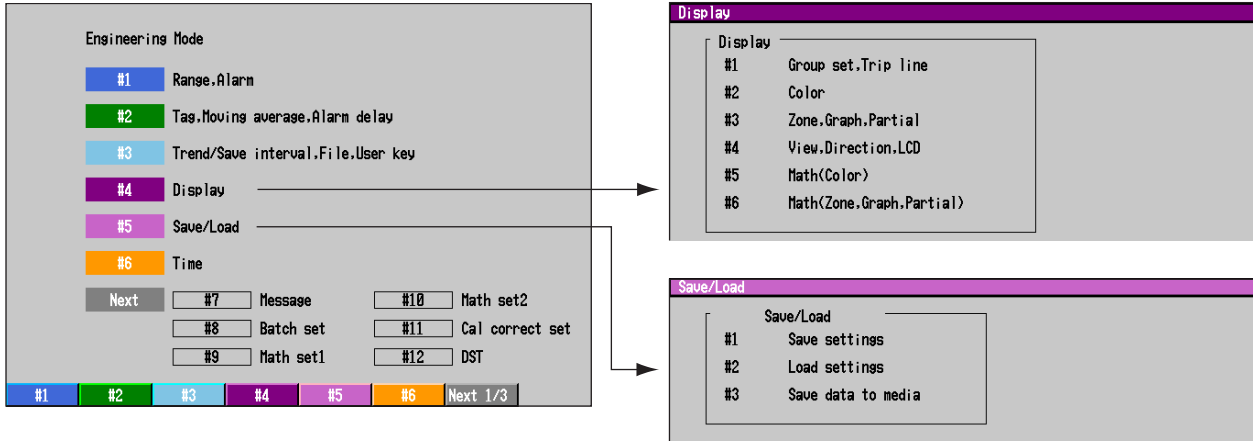 Engineering Mode
#1 Range,Alarm
#2 Tag,Moving average,Alarm delay
#3 Trend/Save interval,File,User key
#4 Display
#5 Save/Load
#6 Time
Next #7 Message #10 Math set2
#8 Batch set #11 Cal correct set
#9 Math set1 #12 DST
#1 #2 #3 #4 #5 #6 Next 1/3
Display
Display
#1 Group set,Trip line
#2 Color
#3 Zone,Graph,Partial
#4 View,Direction,LCD
#5 Math(Color)
#6 Math(Zone,Graph,Partial)
Save/Load
Save/Load
#1 Save settings
#2 Load settings
#3 Save data to media